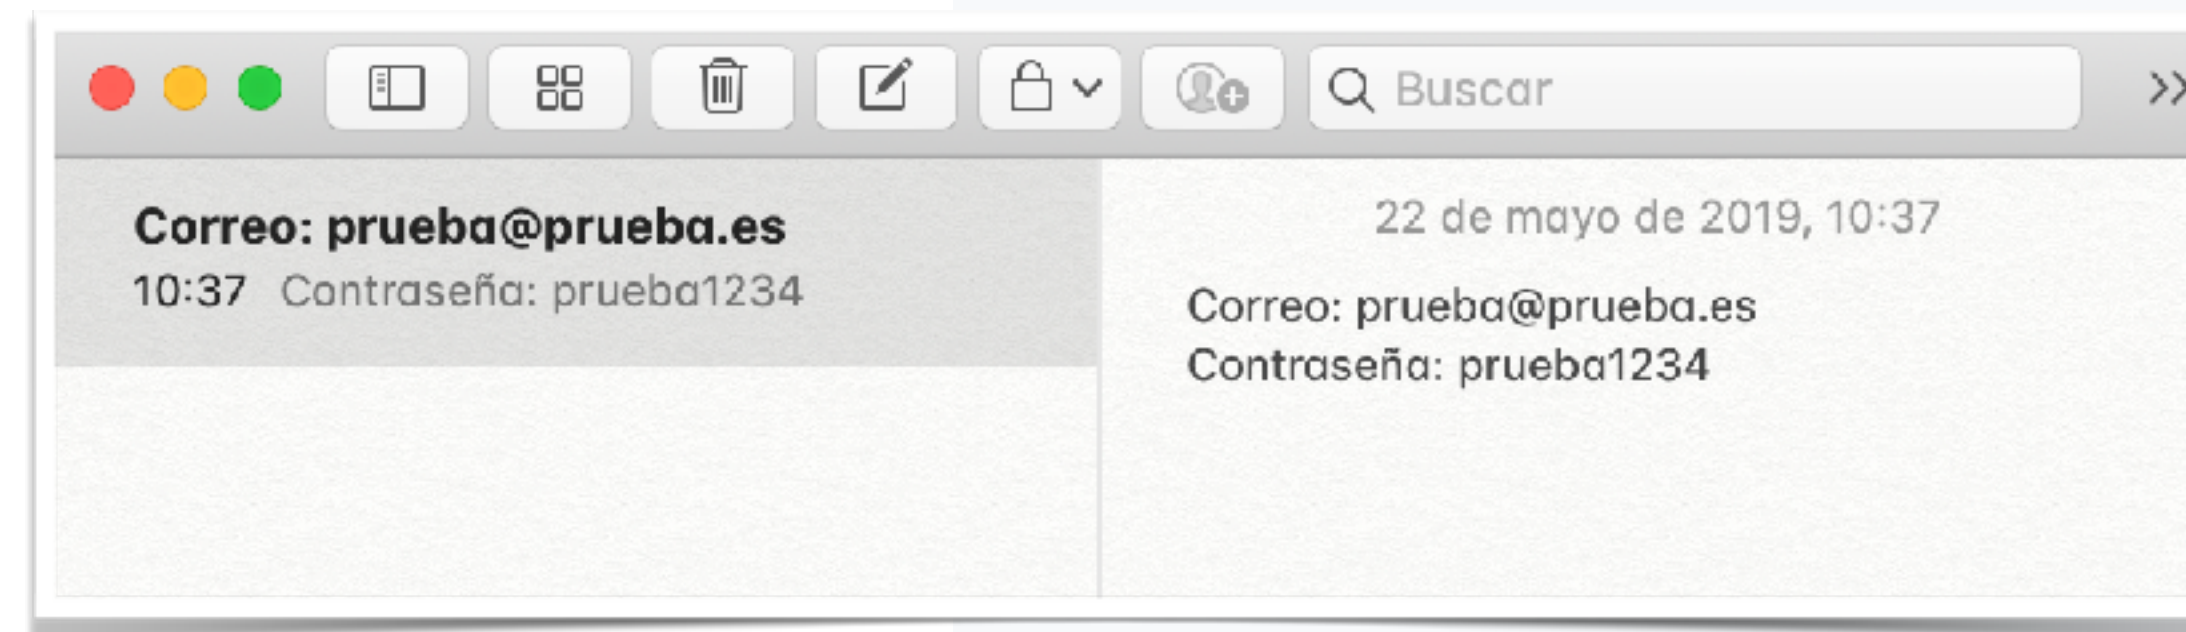 Buscar
Correo: prueba@prueba.es
10:37 Contraseña: prueba1234
22 de mayo de 2019, 10:37
Correo: prueba@prueba.es
Contraseña: prueba1234